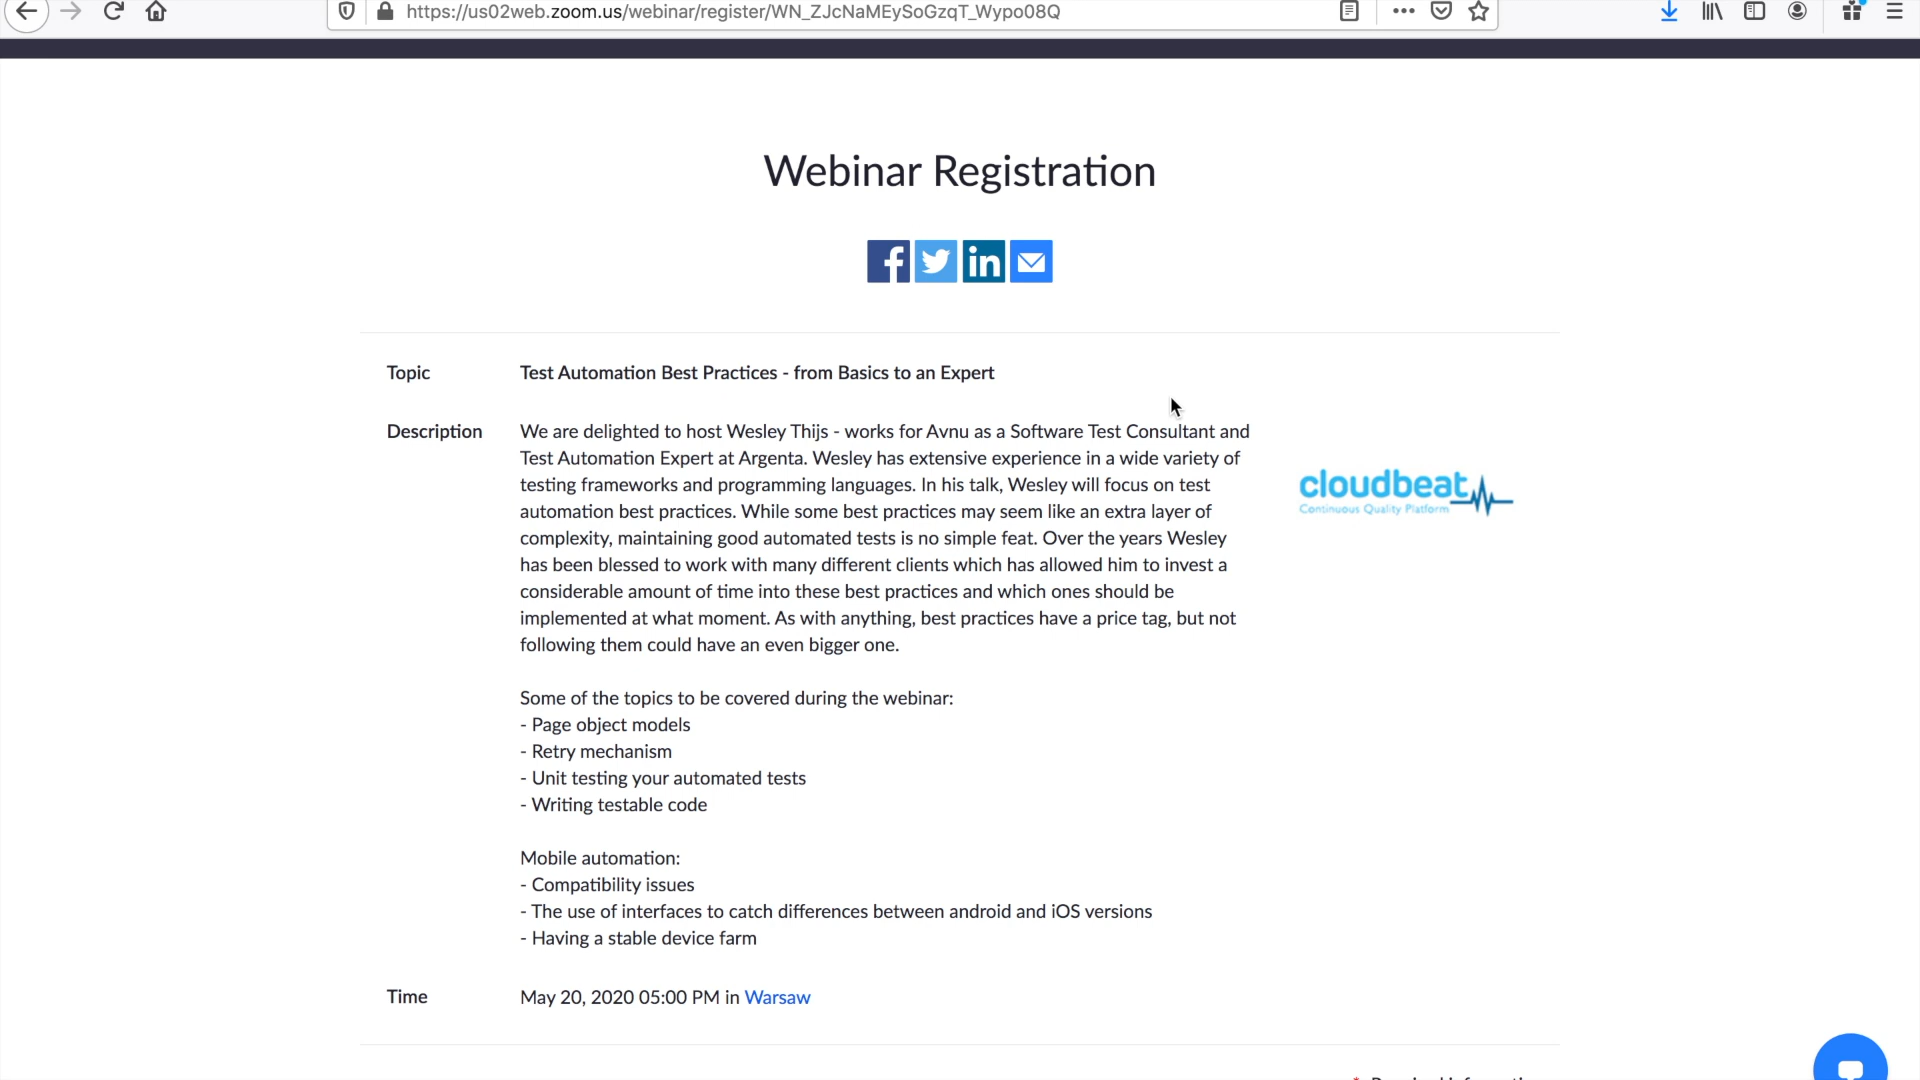 https://us02web.zoom.us/webinar/register/WN_ZJcNaMEySoGzqT_Wypo08Q
Webinar Registration
Topic
Test Automation Best Practices - from Basics to an Expert
Description
We are delighted to host Wesley Thijs - works for Avnu as a Software Test Consultant and
Test Automation Expert at Argenta. Wesley has extensive experience in a wide variety of
testing frameworks and programming languages. In his talk, Wesley will focus on test
automation best practices. While some best practices may seem like an extra layer of
complexity, maintaining good automated tests is no simple feat. Over the years Wesley
has been blessed to work with many different clients which has allowed him to invest a
considerable amount of time into these best practices and which ones should be
implemented at what moment. As with anything, best practices have a price tag, but not
following them could have an even bigger one.
Some of the topics to be covered during the webinar:
- Page object models
- Retry mechanism
- Unit testing your automated tests
- Writing testable code
Mobile automation:
- Compatibility issues
- The use of interfaces to catch differences between android and iOS versions
- Having a stable device farm
cloudbeat
Continuous Quality Platform
Time
May 20, 2020 05:00 PM in Warsaw